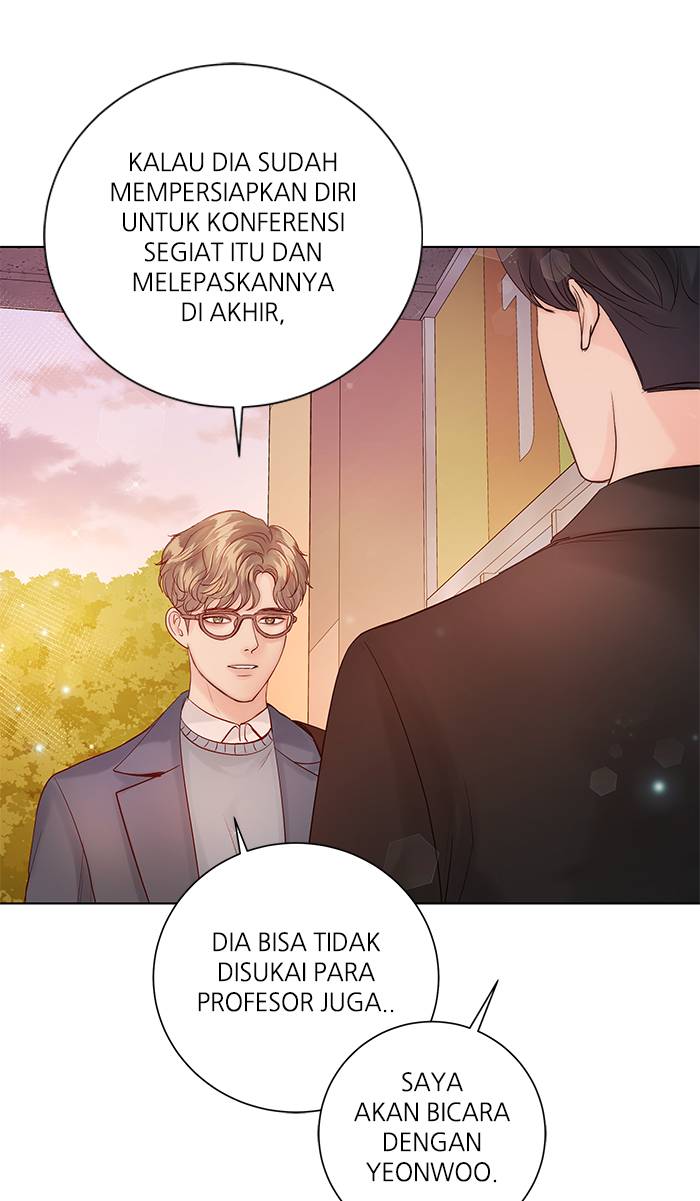 KALAU DIA SUDAH
MEMPERSIAPKAN DIRI
UNTUK KONFERENSI
SEGIAT ITU DAN
MELEPASKANNYA
DI AKHIR,
DIA BISA TIDAK
DISUKAI PARA
PROFESOR JUGA..
SAYA
AKAN BICARA
DENGAN
YEONWOO.